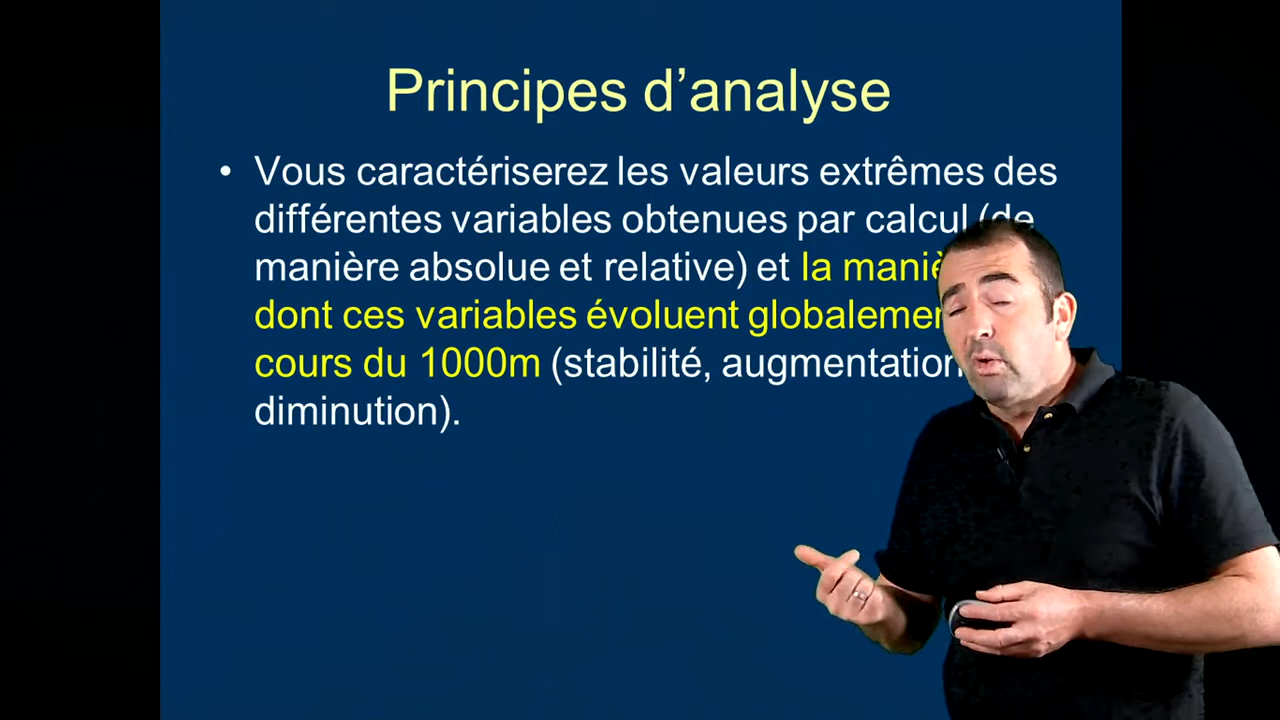 Principes d’analyse
• Vous caractériserez les valeurs extrêmes des
différentes variables obtenues par calcul (de
manière absolue et relative) et la
dont ces variables évoluent
cours du 1000m (stabilité, augmentation
diminution).